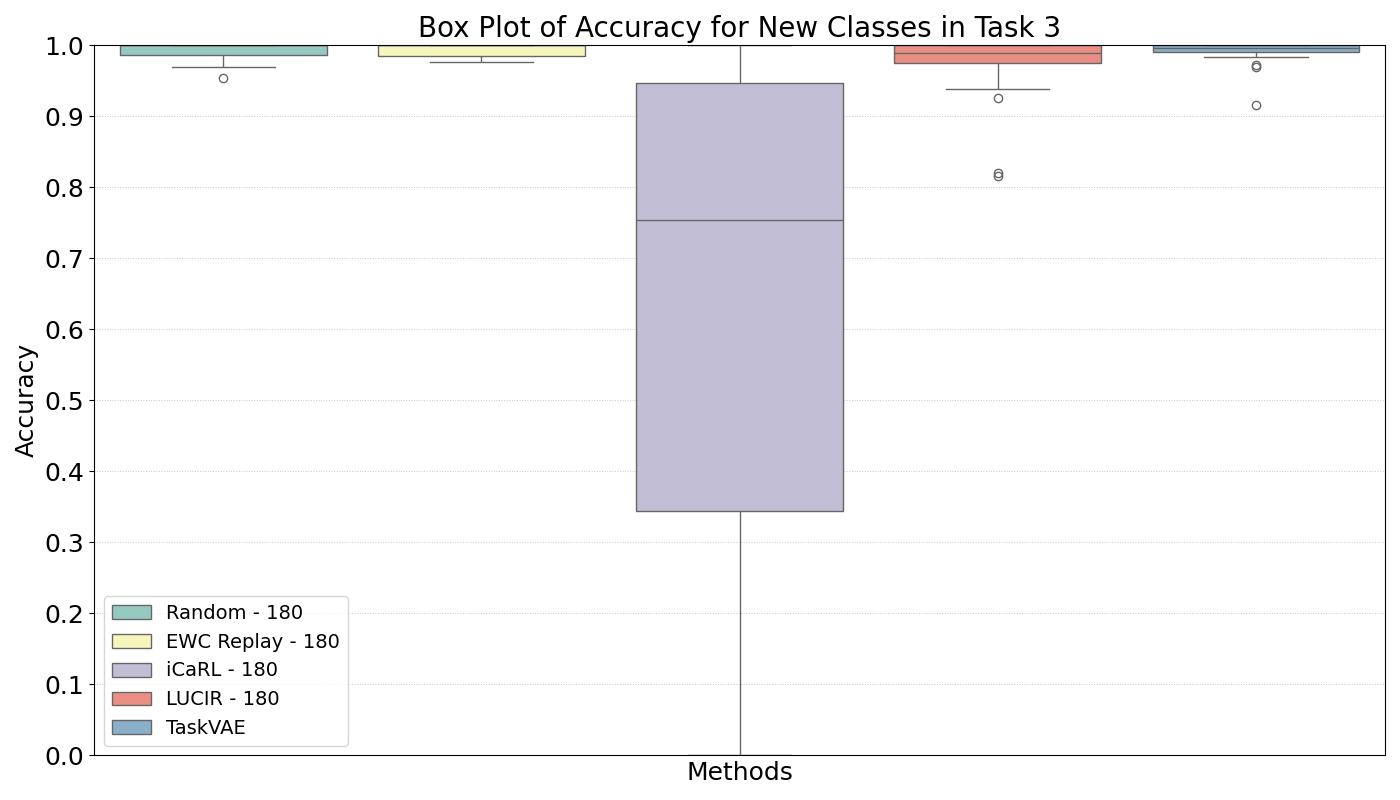 Box Plot of Accuracy for New Classes in Task 3
1.0
0.9
0.8
0.7
0.6
0.5
0.4
0.3
0.2
0.1
0.0
Accuracy
Random - 180
EWC Replay - 180
iCaRL - 180
LUCIR - 180
TaskVAE
Methods